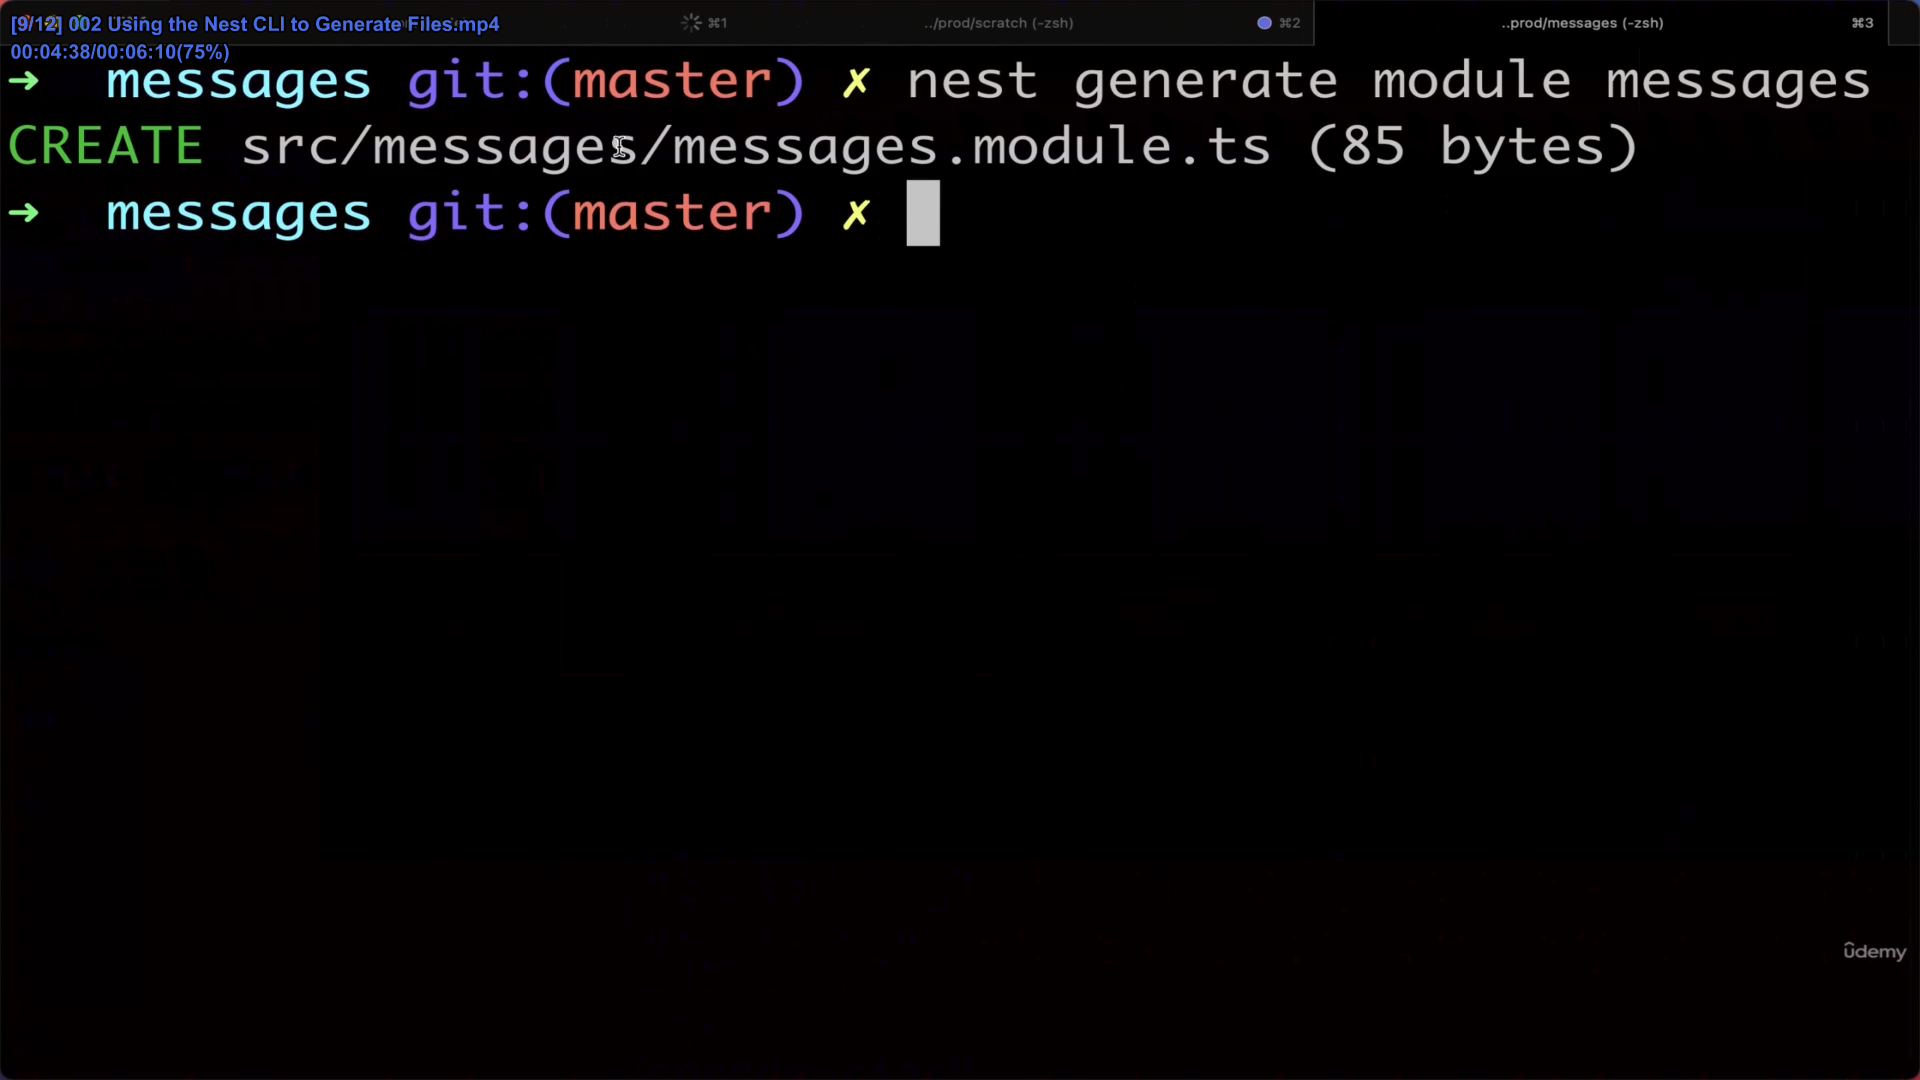 [9/12] 002 Using the Nest CLI to Generate Files.mp4
⌘1
../prod/scratch (-zsh)
⌘2
..prod/messages (-zsh)
⌘3
00:04:38/00:06:10(75%)
➜ messages git:(master) ✗ nest generate module messages
CREATE src/messages/messages.module.ts (85 bytes)
➜ messages git:(master) ✗
ûdemy